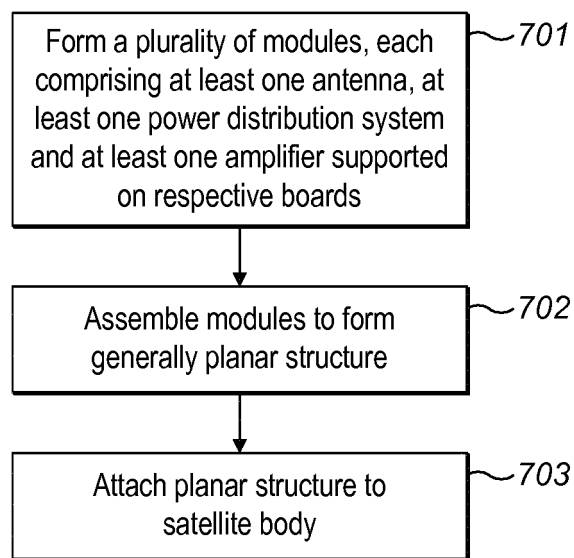 Form a plurality of modules, each
comprising at least one antenna, at
least one power distribution system
and at least one amplifier supported
on respective boards
701
Assemble modules to form
generally planar structure
702
Attach planar structure to
satellite body
703